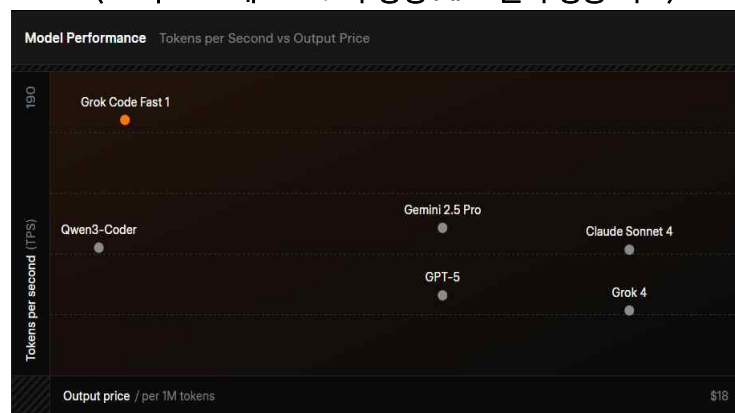 Model Performance Tokens per Second vs Output Price
190
Grok Code Fast 1
Gemini 2.5 Pro
Qwen3-Coder
Claude Sonnet 4
GPT-5
Grok 4
Tokens per second (TPS)
Output price / per 1M tokens
$18